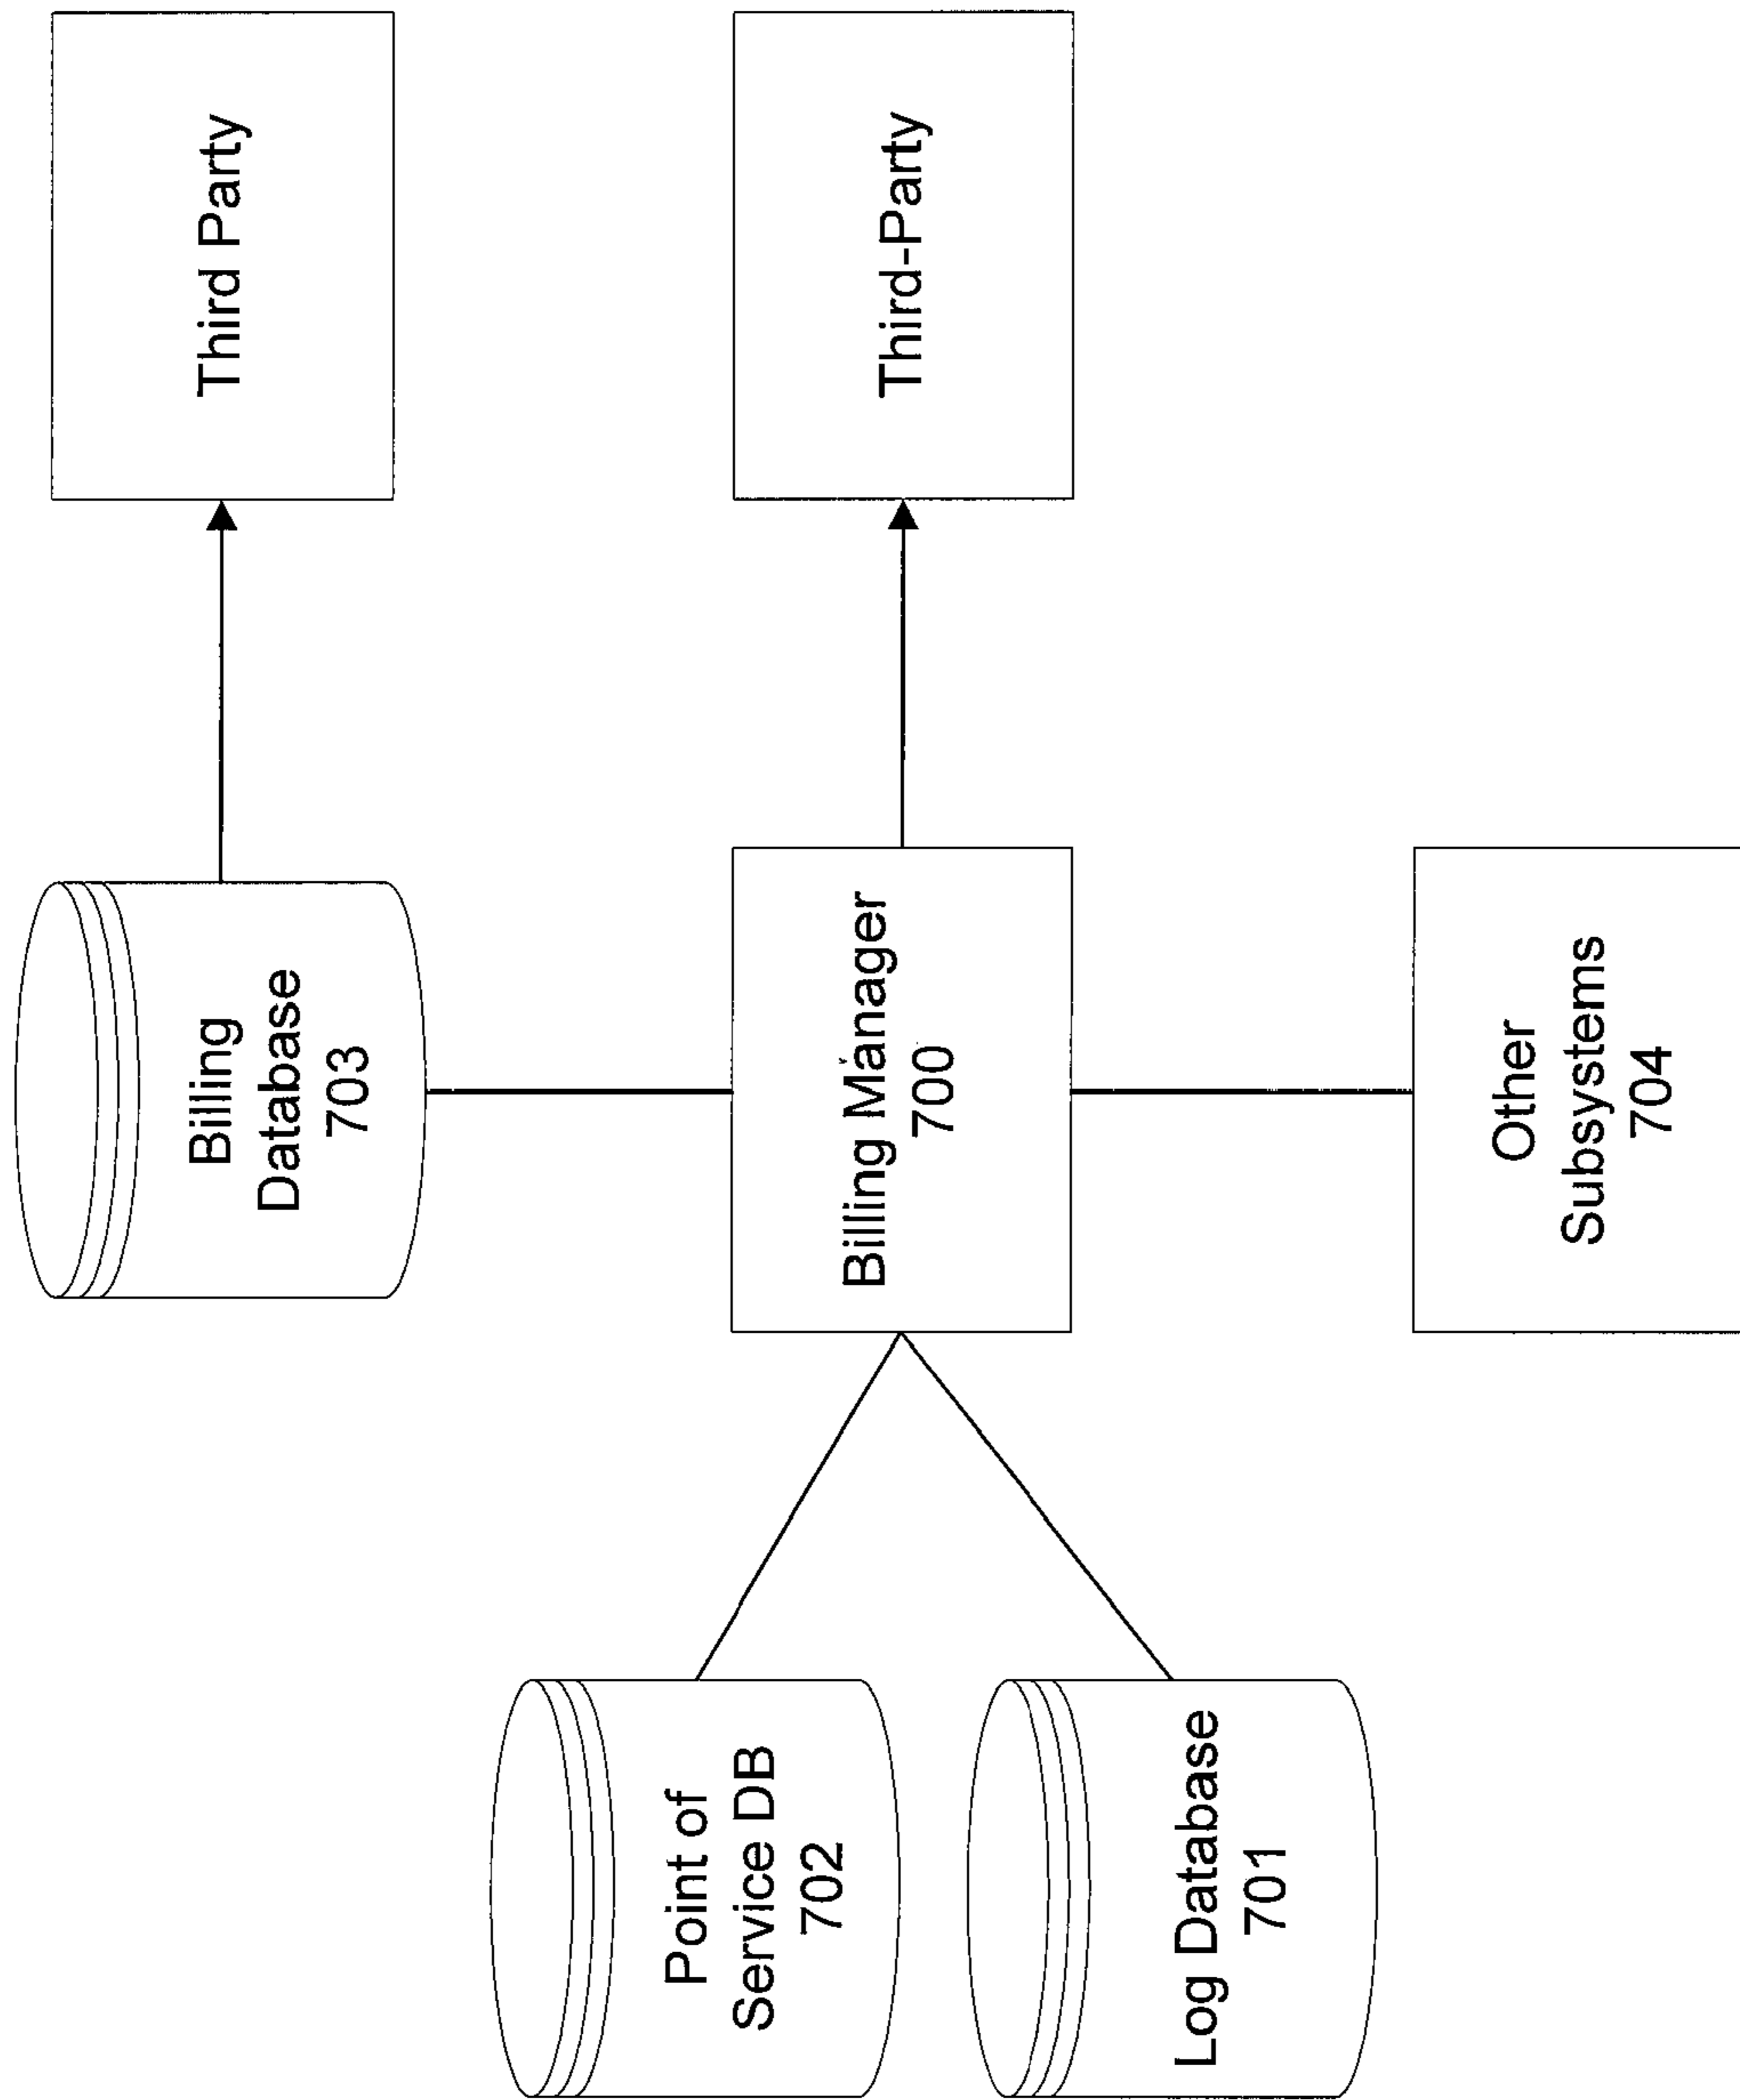 Third Party
Third-Party
Billing
Database
703
Billing Manager
700
Other
Subsystems
704
Point of
Service DB
702
Log Database
701